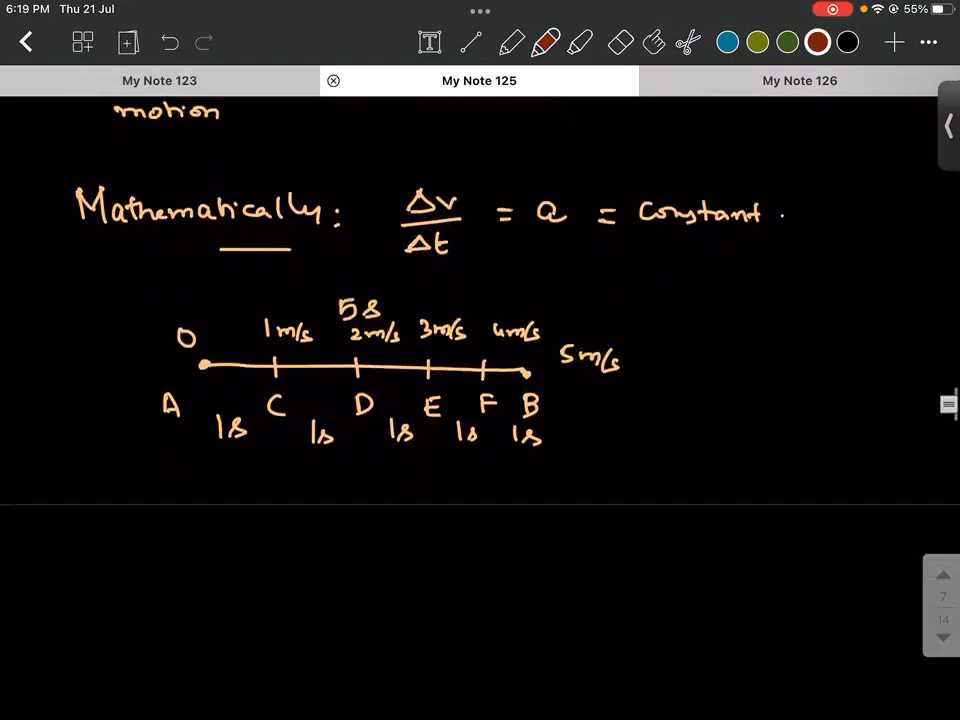 6:19 PM Thu 21 Jul 55%
My Note 123 My Note 125 My Note 126
motion
Mathematically : Δv/Δt = a = Constant .
5s
0 1m/s 2m/s 3m/s 4m/s 5m/s
A C D E F B
1s 1s 1s 1s 1s
7
14